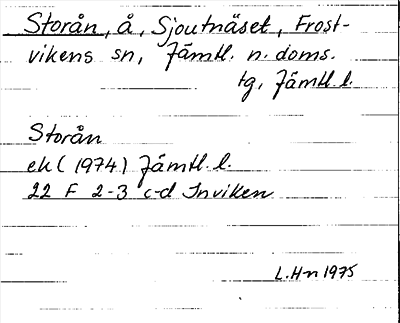 Storån, å, Sjoutnäset, Frost-
vikens sn, Jämtl. n. doms.
tg, Jämtl. l.
Storån
ek (1974) Jämtl. l.
22 F 2-3 c-d Inviken
L. Hn 1975